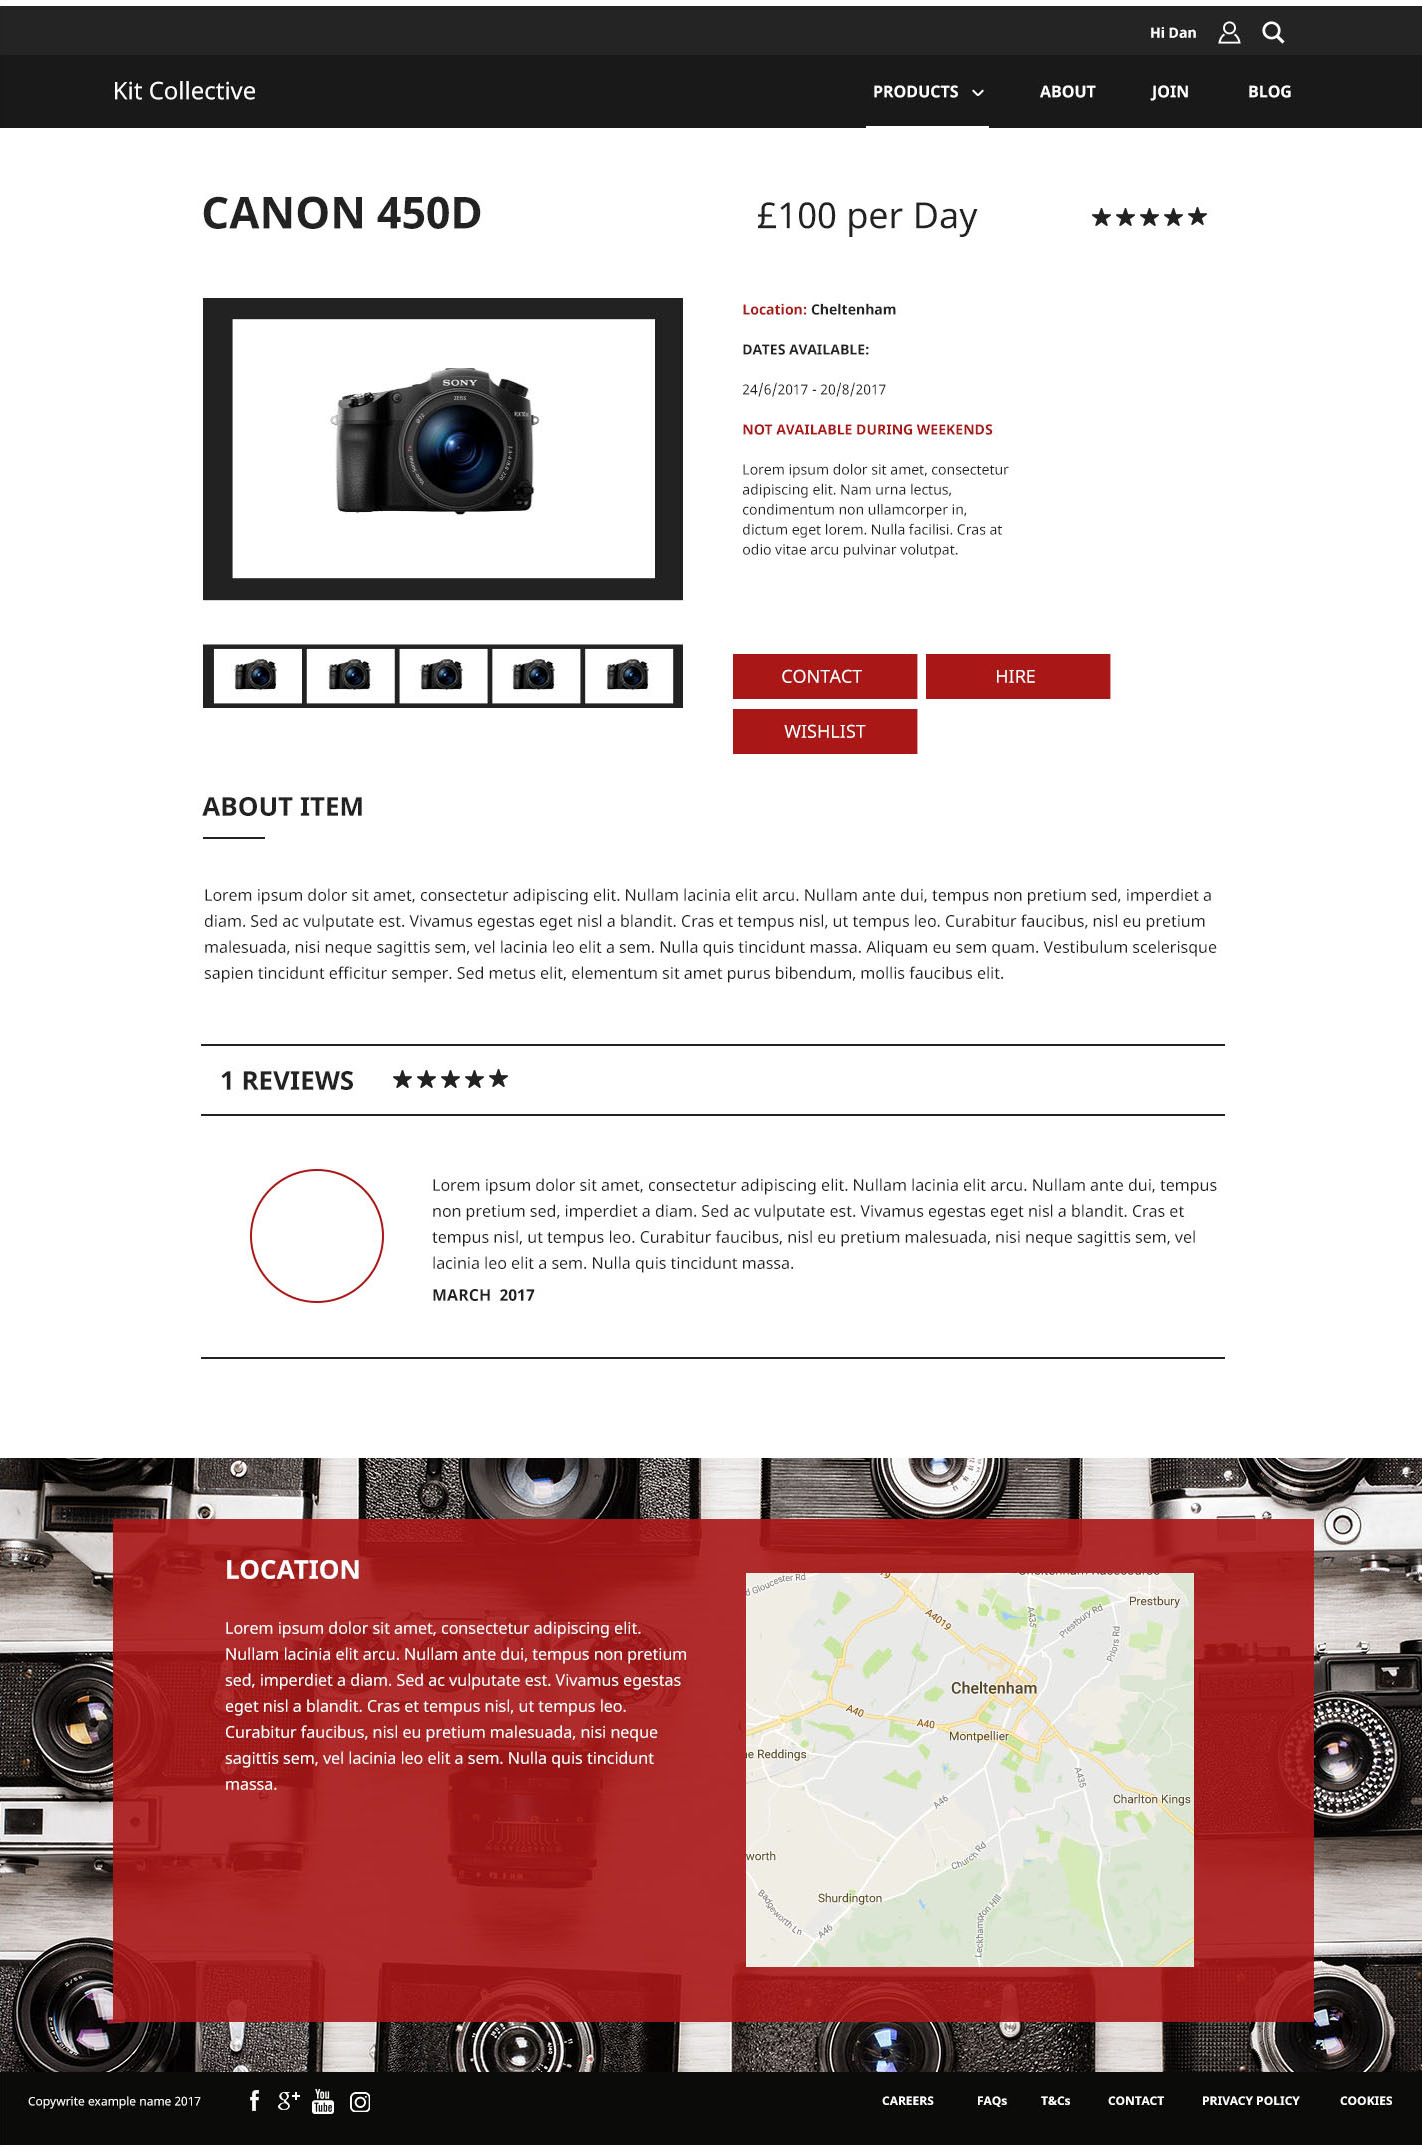 Hi Dan
Kit Collective
PRODUCTS
ABOUT
JOIN
BLOG
CANON 450D
£100 per Day
SONY
ZEISS
Location: Cheltenham
DATES AVAILABLE:
24/6/2017 - 20/8/2017
NOT AVAILABLE DURING WEEKENDS
Lorem ipsum dolor sit amet, consectetur
adipiscing elit. Nam urna lectus,
condimentum non ullamcorper in,
dictum eget lorem. Nulla facilisi. Cras at
odio vitae arcu pulvinar volutpat.
CONTACT
HIRE
WISHLIST
ABOUT ITEM
Lorem ipsum dolor sit amet, consectetur adipiscing elit. Nullam lacinia elit arcu. Nullam ante dui, tempus non pretium sed, imperdiet a
diam. Sed ac vulputate est. Vivamus egestas eget nisl a blandit. Cras et tempus nisl, ut tempus leo. Curabitur faucibus, nisl eu pretium
malesuada, nisi neque sagittis sem, vel lacinia leo elit a sem. Nulla quis tincidunt massa. Aliquam eu sem quam. Vestibulum scelerisque
sapien tincidunt efficitur semper. Sed metus elit, elementum sit amet purus bibendum, mollis faucibus elit.
1 REVIEWS
Lorem ipsum dolor sit amet, consectetur adipiscing elit. Nullam lacinia elit arcu. Nullam ante dui, tempus
non pretium sed, imperdiet a diam. Sed ac vulputate est. Vivamus egestas eget nisl a blandit. Cras et
tempus nisl, ut tempus leo. Curabitur faucibus, nisl eu pretium malesuada, nisi neque sagittis sem, vel
lacinia leo elit a sem. Nulla quis tincidunt massa.
MARCH 2017
LOCATION
Lorem ipsum dolor sit amet, consectetur adipiscing elit.
Nullam lacinia elit arcu. Nullam ante dui, tempus non pretium
sed, imperdiet a diam. Sed ac vulputate est. Vivamus egestas
eget nisl a blandit. Cras et tempus nisl, ut tempus leo.
Curabitur faucibus, nisl eu pretium malesuada, nisi neque
sagittis sem, vel lacinia leo elit a sem. Nulla quis tincidunt
massa.
d Gloucester Rd
Cheltenham Racecourse
Prestbury
A4019
A435
Prestbury Rd
Priors Rd
Cheltenham
A40
A40
Montpellier
e Reddings
A435
Charlton Kings
A46
worth
Church Rd
Shurdington
Badgeworth Ln
A46
Leckhampton Hill
Copywrite example name 2017
f
g+
You
Tube
CAREERS
FAQs
T&Cs
CONTACT
PRIVACY POLICY
COOKIES